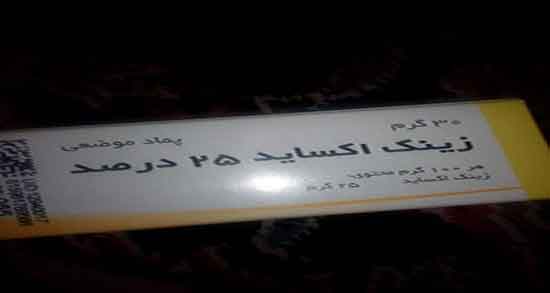 ۳۰ گرم
پماد موضعی
زینک اکساید ۲۵ درصد
هر ۱۰۰ گرم محتوی:
زینک اکساید ۲۵ گرم